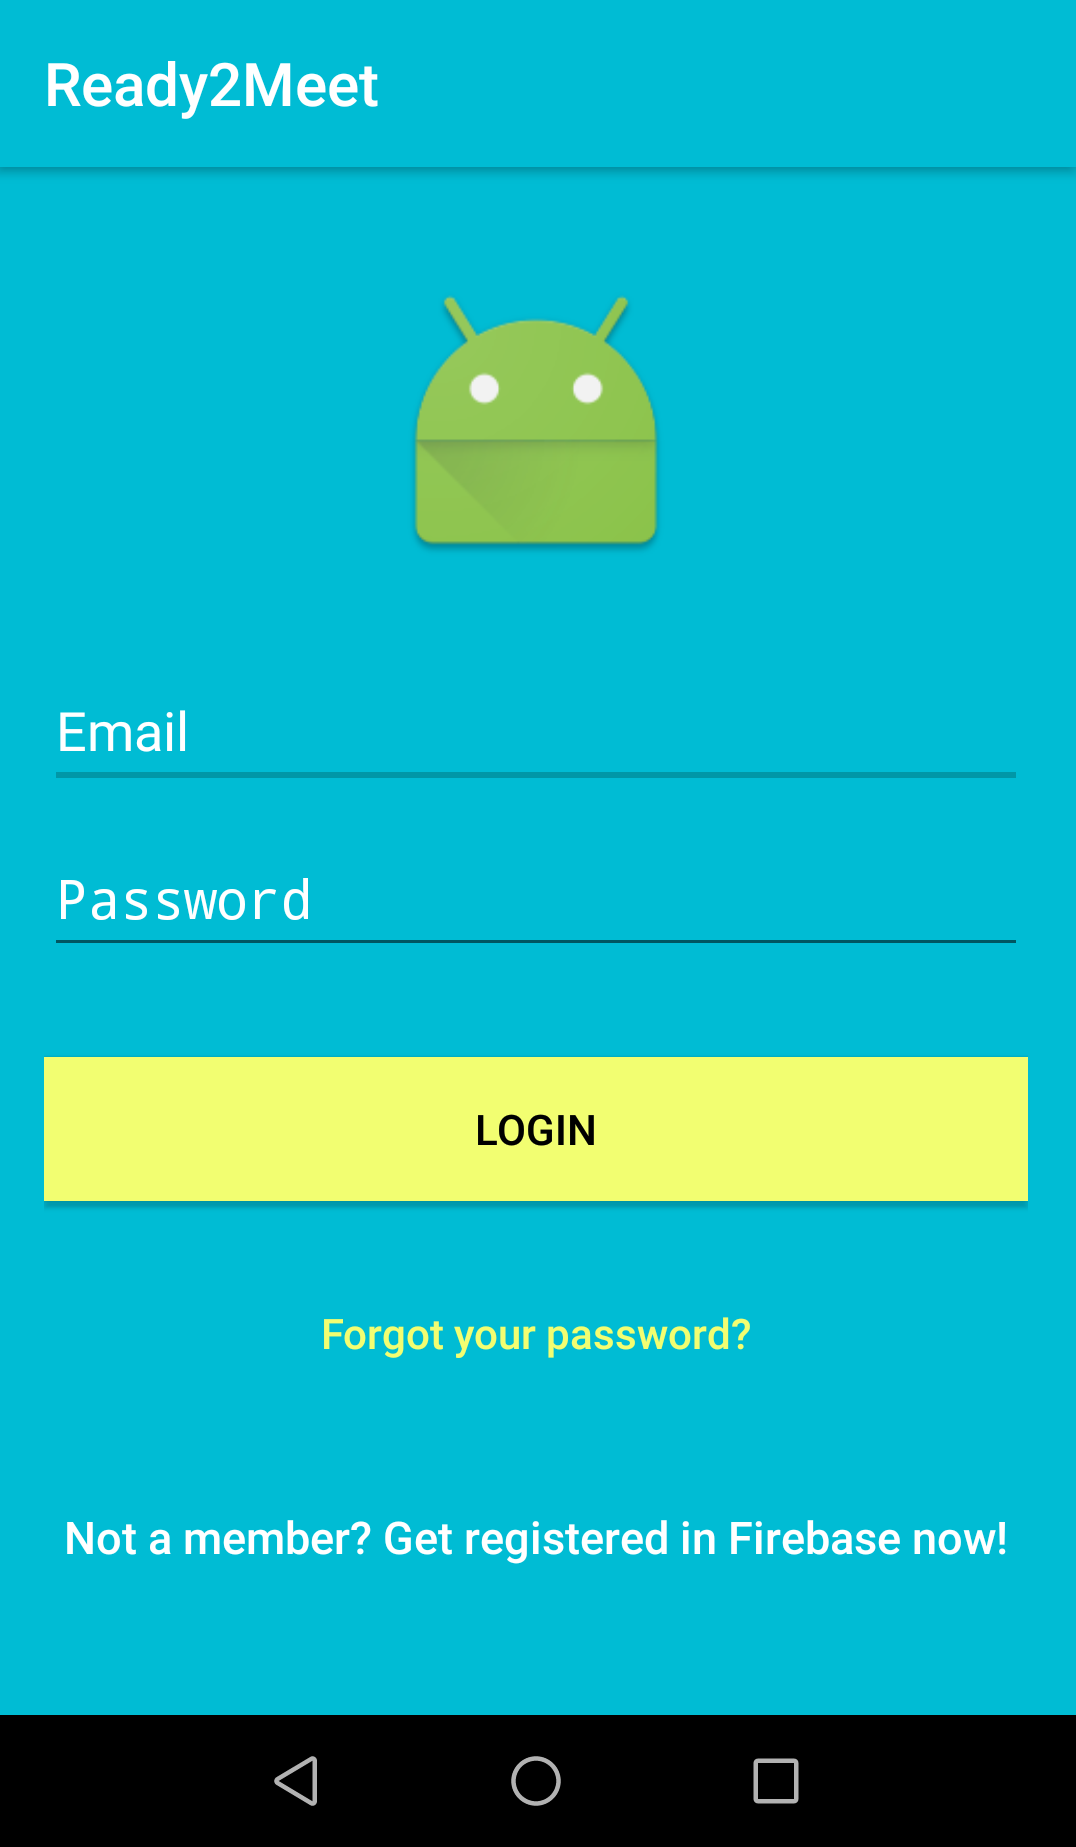 Ready2Meet
Email
Password
LOGIN
Forgot your password?
Not a member? Get registered in Firebase now!